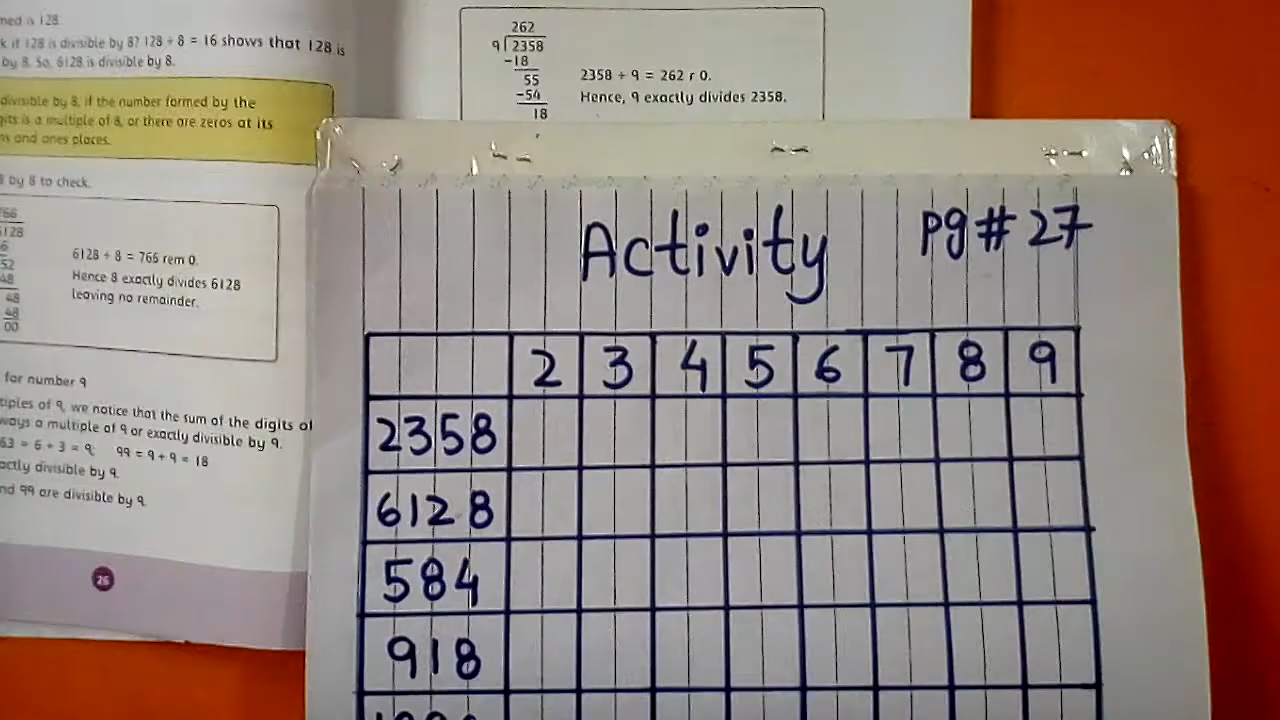 med is 128.
k if 128 is divisible by 8? 128 ÷ 8 = 16 shows that 128 is
by 8. So, 6128 is divisible by 8.
divisible by 8, if the number formed by the
gits is a multiple of 8, or there are zeros at its
ns and ones places.
by 8 to check.
766
6128
6
52
48
48
48
00
6128 ÷ 8 = 766 rem 0.
Hence 8 exactly divides 6128
leaving no remainder.
for number 9
tiples of 9, we notice that the sum of the digits of
ways a multiple of 9 or exactly divisible by 9.
63 = 6 + 3 = 9; 99 = 9 + 9 = 18
actly divisible by 9.
nd 99 are divisible by 9.
26
262
9 2358
-18
55
-54
18
2358 ÷ 9 = 262 r 0.
Hence, 9 exactly divides 2358.
Activity pg # 27
2 3 4 5 6 7 8 9
2358
6128
584
918